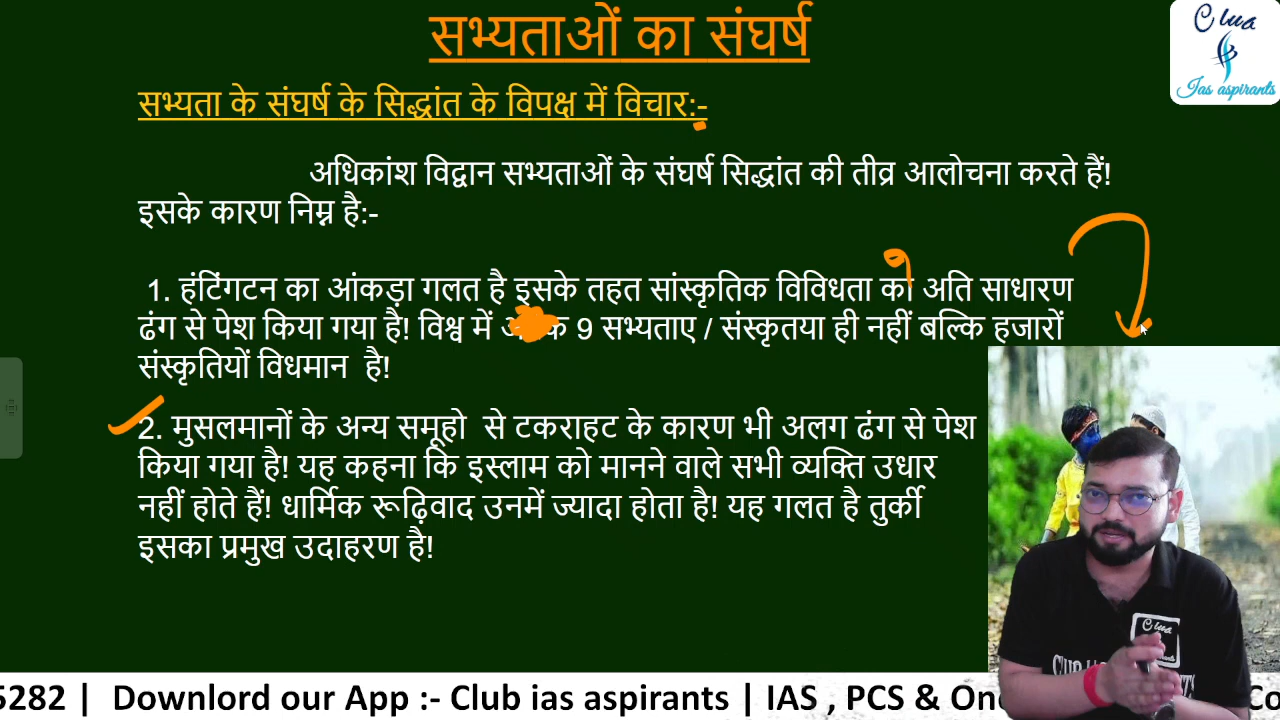 सभ्यताओं का संघर्ष
Clua
Ias aspirants
सभ्यता के संघर्ष के सिद्धांत के विपक्ष में विचार:-
अधिकांश विद्वान सभ्यताओं के संघर्ष सिद्धांत की तीव्र आलोचना करते हैं!
इसके कारण निम्न है:-
1. हंटिंगटन का आंकड़ा गलत है इसके तहत सांस्कृतिक विविधता को अति साधारण
ढंग से पेश किया गया है! विश्व में 9 सभ्यताए / संस्कृतया ही नहीं बल्कि हजारों
संस्कृतियों विधमान है!
2. मुसलमानों के अन्य समूहो से टकराहट के कारण भी अलग ढंग से पेश
किया गया है! यह कहना कि इस्लाम को मानने वाले सभी व्यक्ति उधार
नहीं होते हैं! धार्मिक रूढ़िवाद उनमें ज्यादा होता है! यह गलत है तुर्की
इसका प्रमुख उदाहरण है!
Clua
5282 | Downlord our App :- Club ias aspirants | IAS , PCS & On